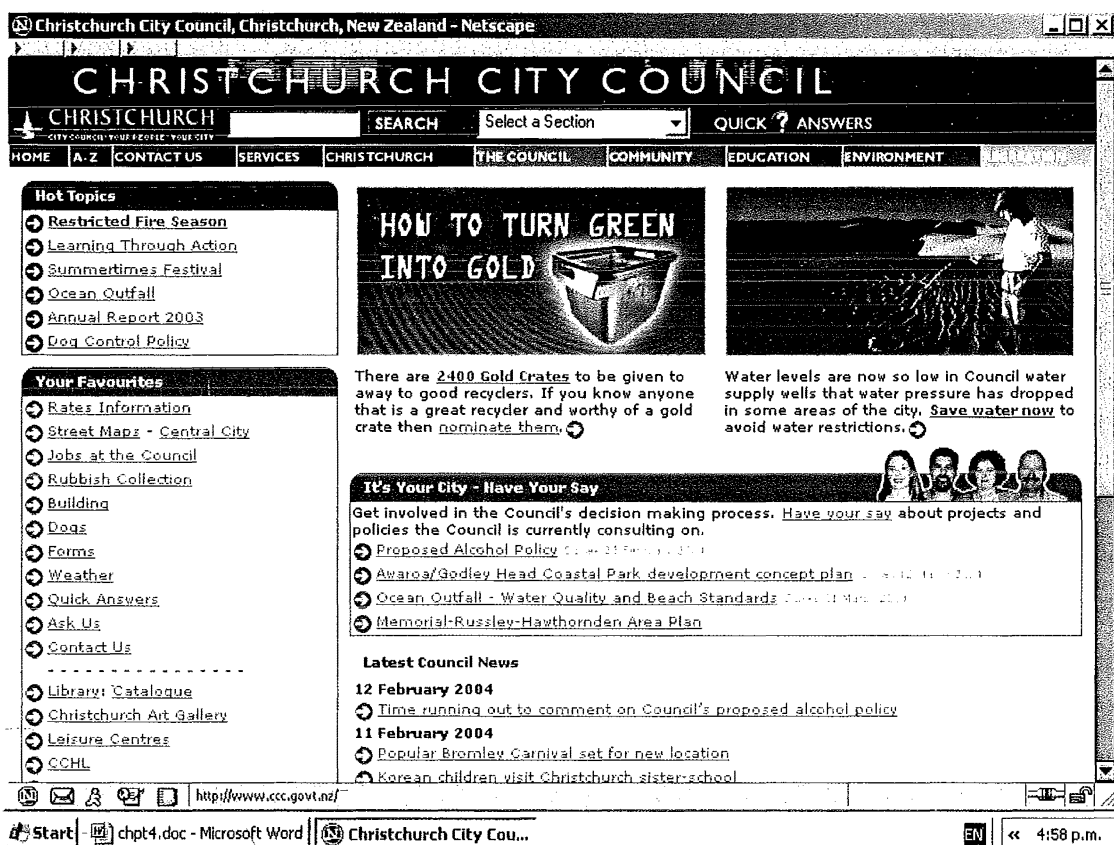 Christchurch City Council, Christchurch, New Zealand - Netscape
CHRISTCHURCH CITY COUNCIL
CHRISTCHURCH
CITY COUNCIL · YOUR PEOPLE · YOUR CITY
SEARCH
Select a Section
QUICK ? ANSWERS
HOME A-Z CONTACT US SERVICES CHRISTCHURCH THE COUNCIL COMMUNITY EDUCATION ENVIRONMENT
Hot Topics
Restricted Fire Season
Learning Through Action
Summertimes Festival
Ocean Outfall
Annual Report 2003
Dog Control Policy
Your Favourites
Rates Information
Street Maps - Central City
Jobs at the Council
Rubbish Collection
Building
Dogs
Forms
Weather
Quick Answers
Ask Us
Contact Us
- - - - - - - - - - - - - - - - - -
Library: Catalogue
Christchurch Art Gallery
Leisure Centres
CCHL
HOW TO TURN GREEN
INTO GOLD
There are 2400 Gold Crates to be given to
away to good recyclers. If you know anyone
that is a great recycler and worthy of a gold
crate then nominate them.
Water levels are now so low in Council water
supply wells that water pressure has dropped
in some areas of the city. Save water now to
avoid water restrictions.
It's Your City - Have Your Say
Get involved in the Council's decision making process. Have your say about projects and
policies the Council is currently consulting on.
Proposed Alcohol Policy
Awaroa/Godley Head Coastal Park development concept plan
Ocean Outfall - Water Quality and Beach Standards
Memorial-Russley-Hawthornden Area Plan
Latest Council News
12 February 2004
Time running out to comment on Council's proposed alcohol policy
11 February 2004
Popular Bromley Carnival set for new location
Korean children visit Christchurch sister-school
http://www.ccc.govt.nz/
Start chpt4.doc - Microsoft Word Christchurch City Cou... EN « 4:58 p.m.